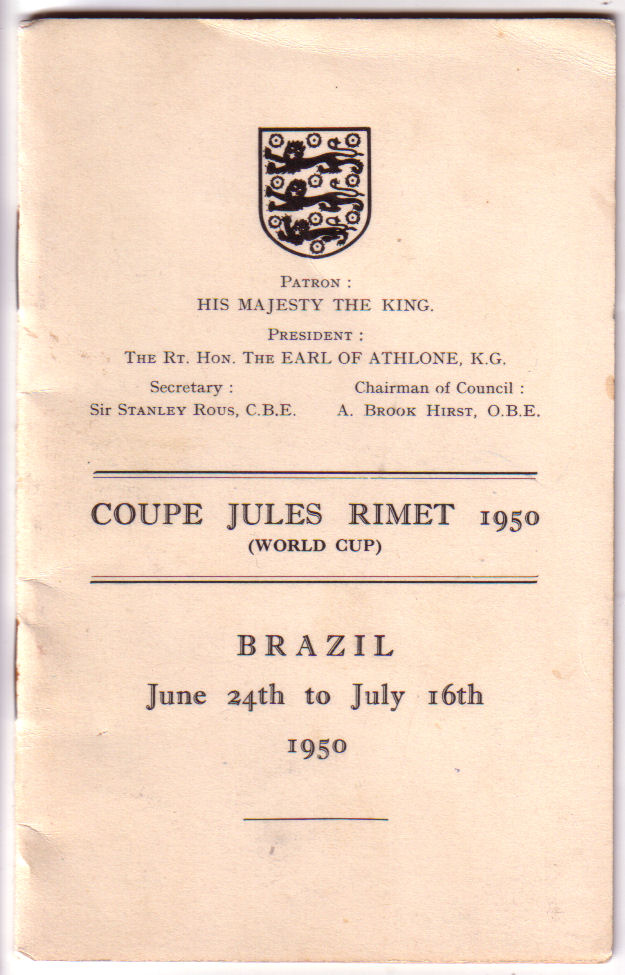 Patron :
HIS MAJESTY THE KING.
President :
The Rt. Hon. The EARL OF ATHLONE, K.G.
Secretary :
Sir Stanley Rous, C.B.E.
Chairman of Council :
A. Brook Hirst, O.B.E.
COUPE JULES RIMET 1950
(WORLD CUP)
BRAZIL
June 24th to July 16th
1950